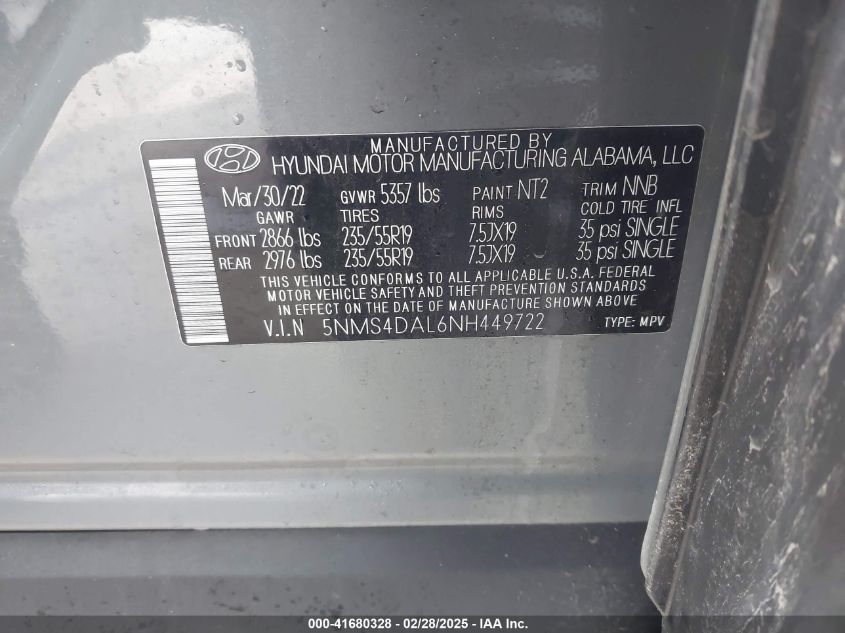 MANUFACTURED BY
HYUNDAI MOTOR MANUFACTURING ALABAMA, LLC
Mar/30/22 GVWR 5357 lbs PAINT NT2 TRIM NNB
GAWR TIRES RIMS COLD TIRE INFL
FRONT 2866 lbs 235/55R19 7.5JX19 35 psi SINGLE
REAR 2976 lbs 235/55R19 7.5JX19 35 psi SINGLE
THIS VEHICLE CONFORMS TO ALL APPLICABLE U.S.A. FEDERAL
MOTOR VEHICLE SAFETY AND THEFT PREVENTION STANDARDS
IN EFFECT ON THE DATE OF MANUFACTURE SHOWN ABOVE
V.I.N 5NMS4DAL6NH449722 TYPE: MPV
000-41680328 - 02/28/2025 - IAA Inc.